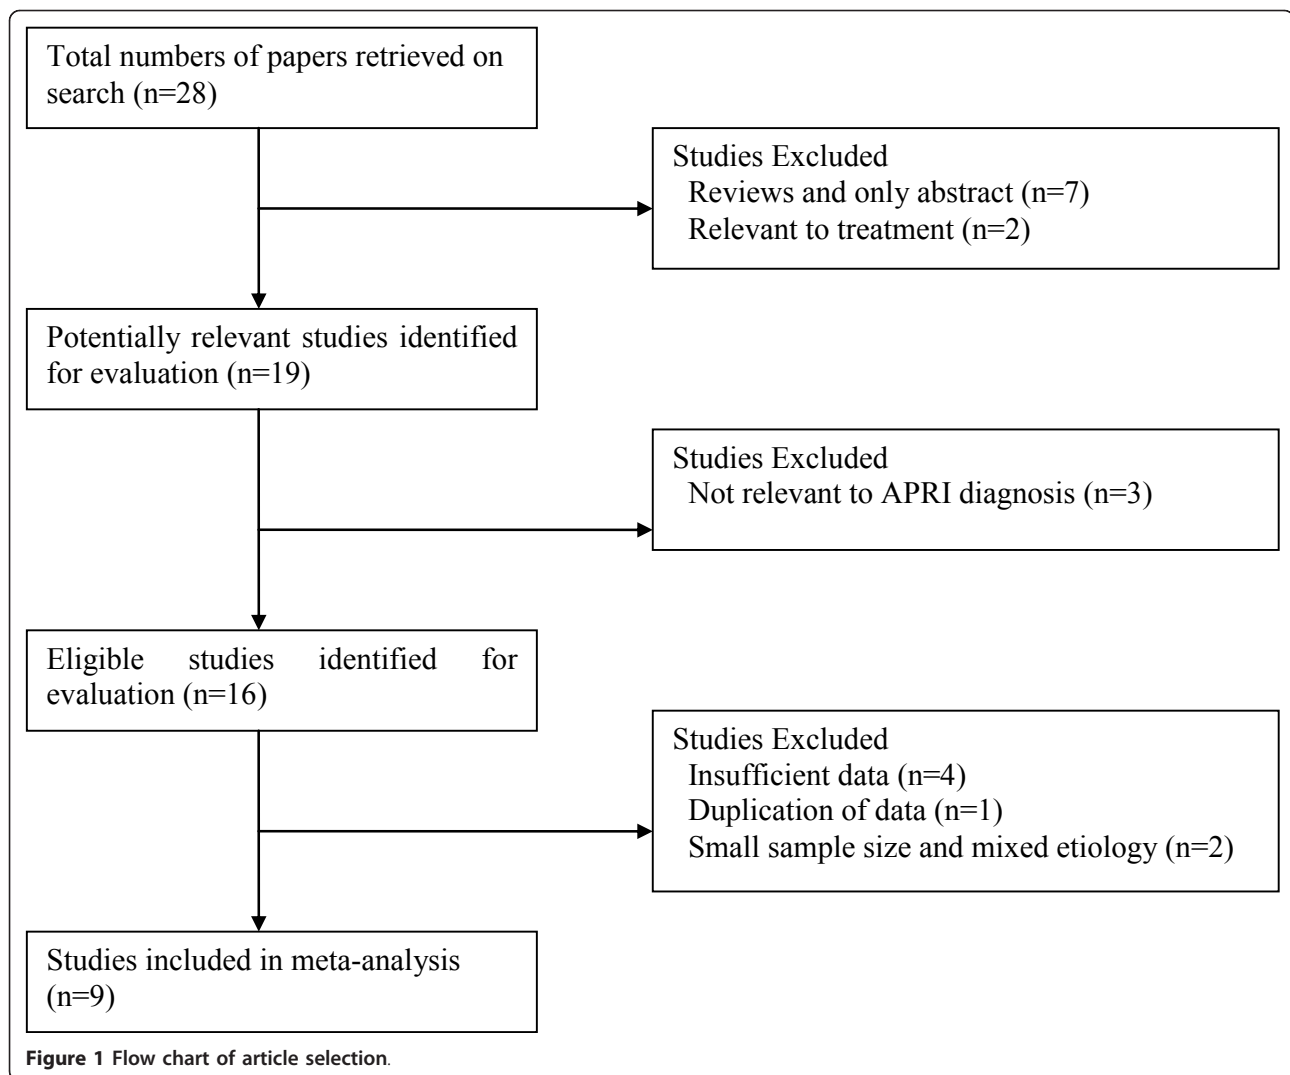 Total numbers of papers retrieved on
search (n=28)
Studies Excluded
Reviews and only abstract (n=7)
Relevant to treatment (n=2)
Potentially relevant studies identified
for evaluation (n=19)
Studies Excluded
Not relevant to APRI diagnosis (n=3)
Eligible studies identified for
evaluation (n=16)
Studies Excluded
Insufficient data (n=4)
Duplication of data (n=1)
Small sample size and mixed etiology (n=2)
Studies included in meta-analysis
(n=9)
Figure 1 Flow chart of article selection.